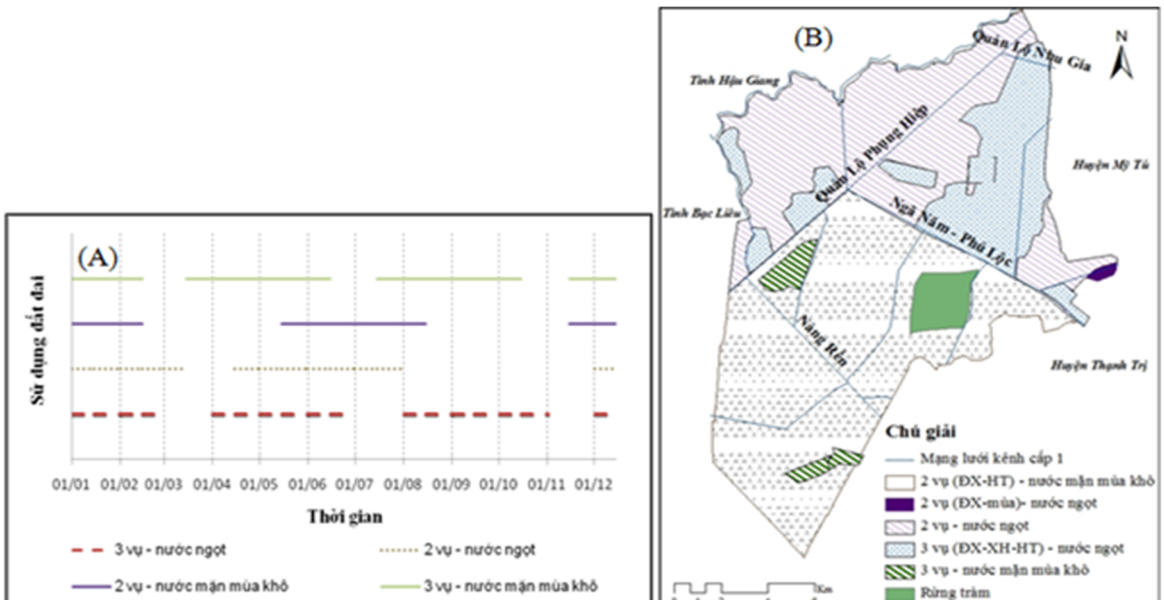 (A)
Sử dụng đất đai
01/01 01/02 01/03 01/04 01/05 01/06 01/07 01/08 01/09 01/10 01/11 01/12
Thời gian
3 vụ - nước ngọt
2 vụ - nước ngọt
2 vụ - nước mặn mùa khô
3 vụ - nước mặn mùa khô
(B)
N
Quản Lộ Nhu Gia
Tỉnh Hậu Giang
Quản Lộ Phụng Hiệp
Huyện Mỹ Tú
Tỉnh Bạc Liêu
Ngã Năm - Phú Lộc
Nàng Rền
Huyện Thạnh Trị
Chú giải
Mạng lưới kênh cấp 1
2 vụ (ĐX-HT) - nước mặn mùa khô
2 vụ (ĐX-mùa)- nước ngọt
2 vụ - nước ngọt
3 vụ (ĐX-XH-HT) - nước ngọt
3 vụ - nước mặn mùa khô
Rừng tràm
Km